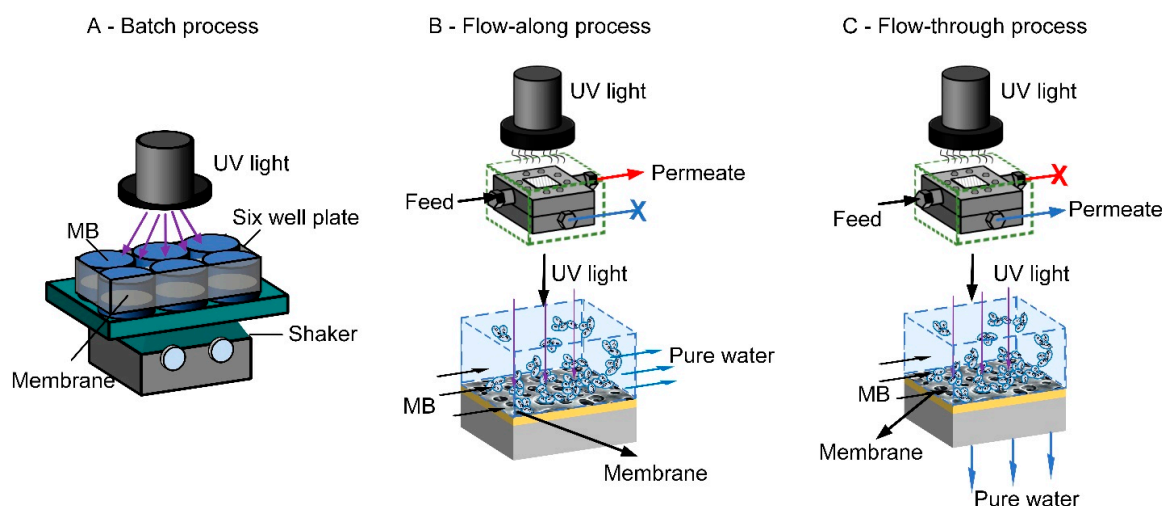 A - Batch process
UV light
MB
Six well plate
Shaker
Membrane
B - Flow-along process
UV light
Permeate
Feed
X
UV light
Pure water
MB
Membrane
C - Flow-through process
UV light
X
Feed
Permeate
UV light
MB
Membrane
Pure water